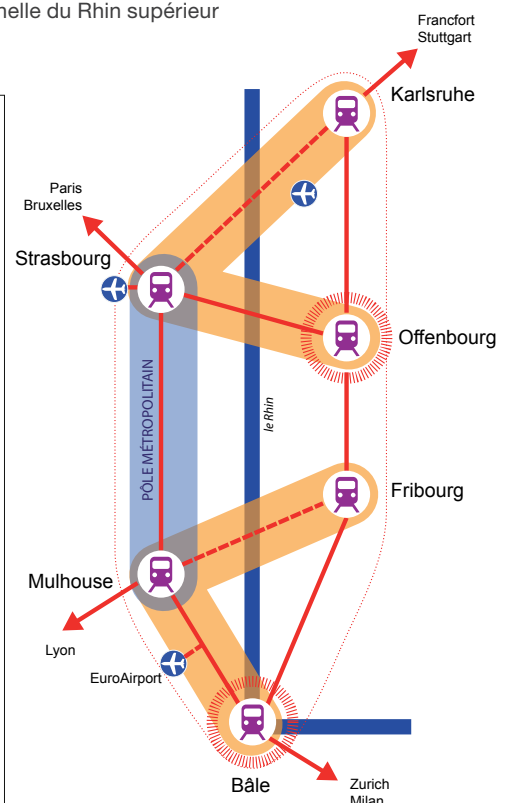 du Rhin supérieur
Francfort
Stuttgart
Karlsruhe
Paris
Bruxelles
Strasbourg
Offenbourg
PÔLE MÉTROPOLITAIN
le Rhin
Fribourg
Mulhouse
Lyon
EuroAirport
Bâle
Zurich
Milan